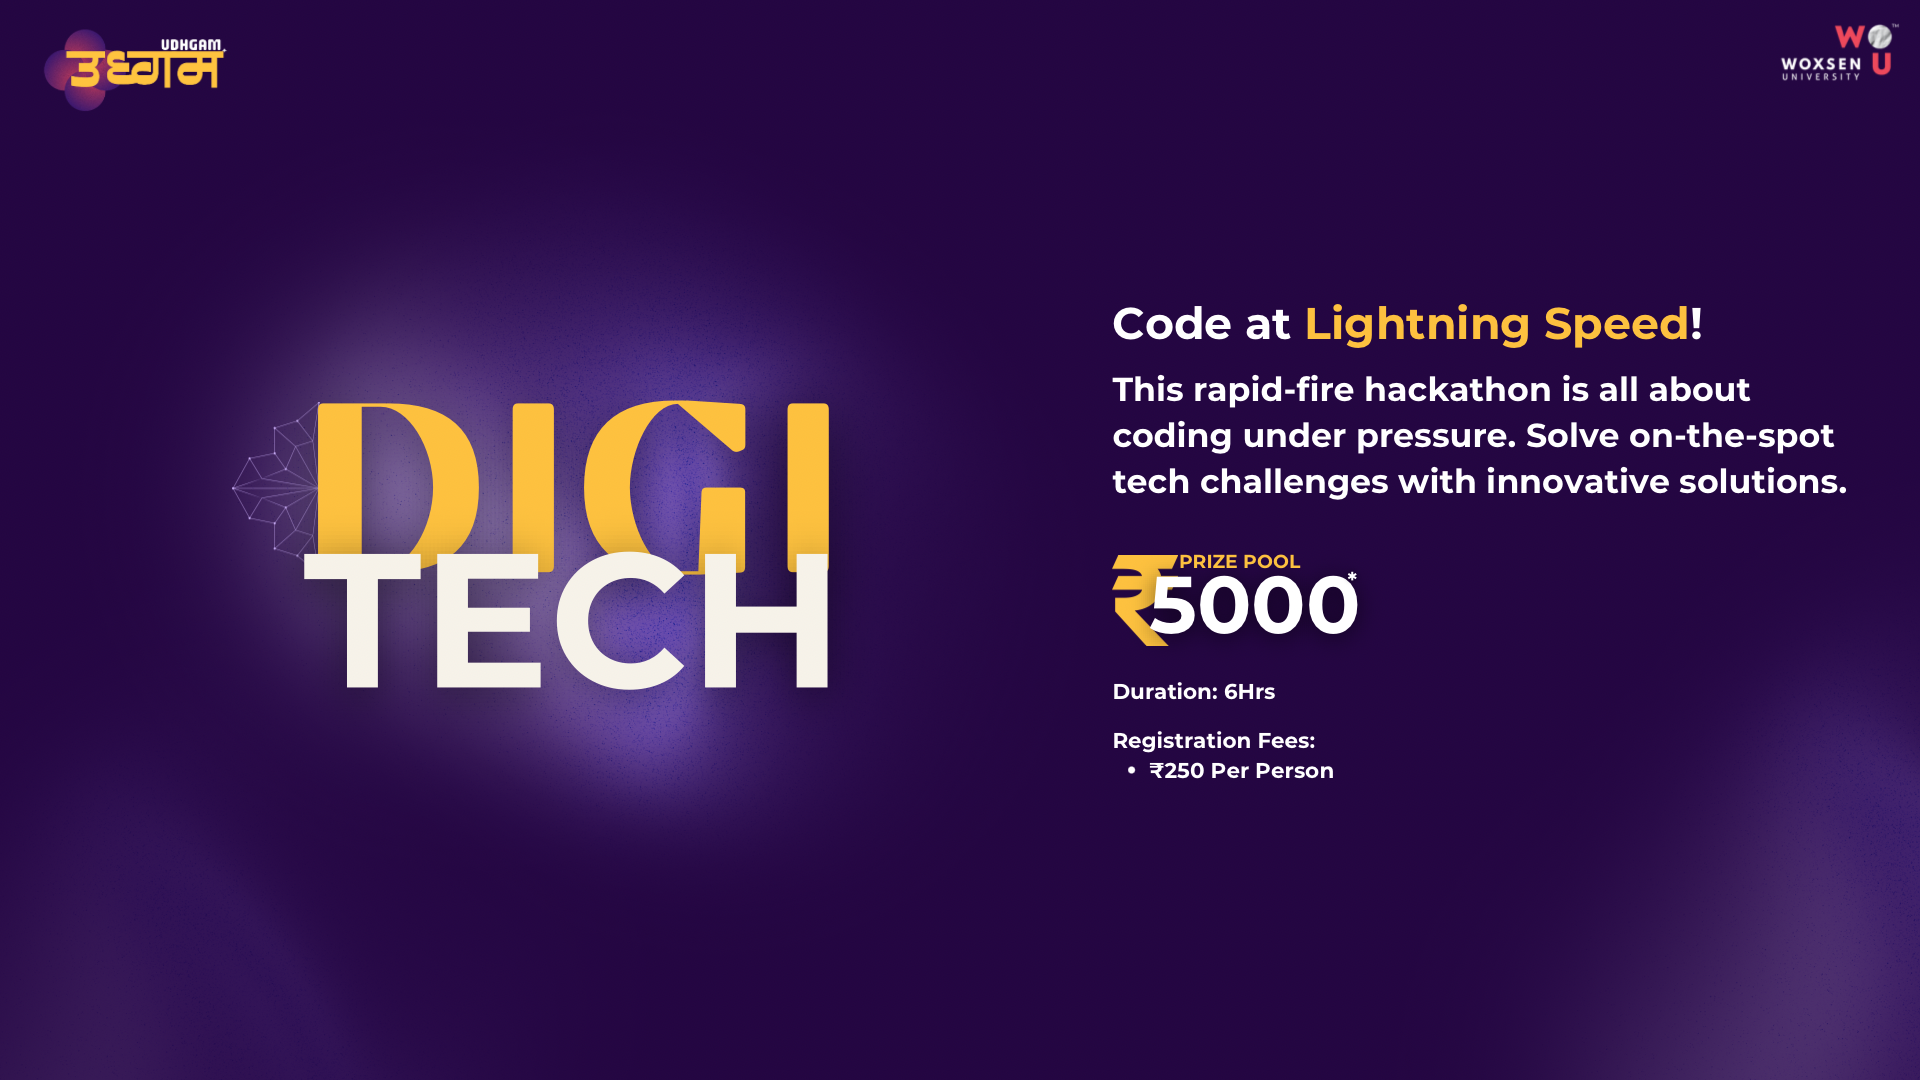 UDHGAM
उध्गम
WO
WOXSEN U
UNIVERSITY
DIGI
TECH
Code at Lightning Speed!
This rapid-fire hackathon is all about
coding under pressure. Solve on-the-spot
tech challenges with innovative solutions.
PRIZE POOL
₹5000*
Duration: 6Hrs
Registration Fees:
• ₹250 Per Person